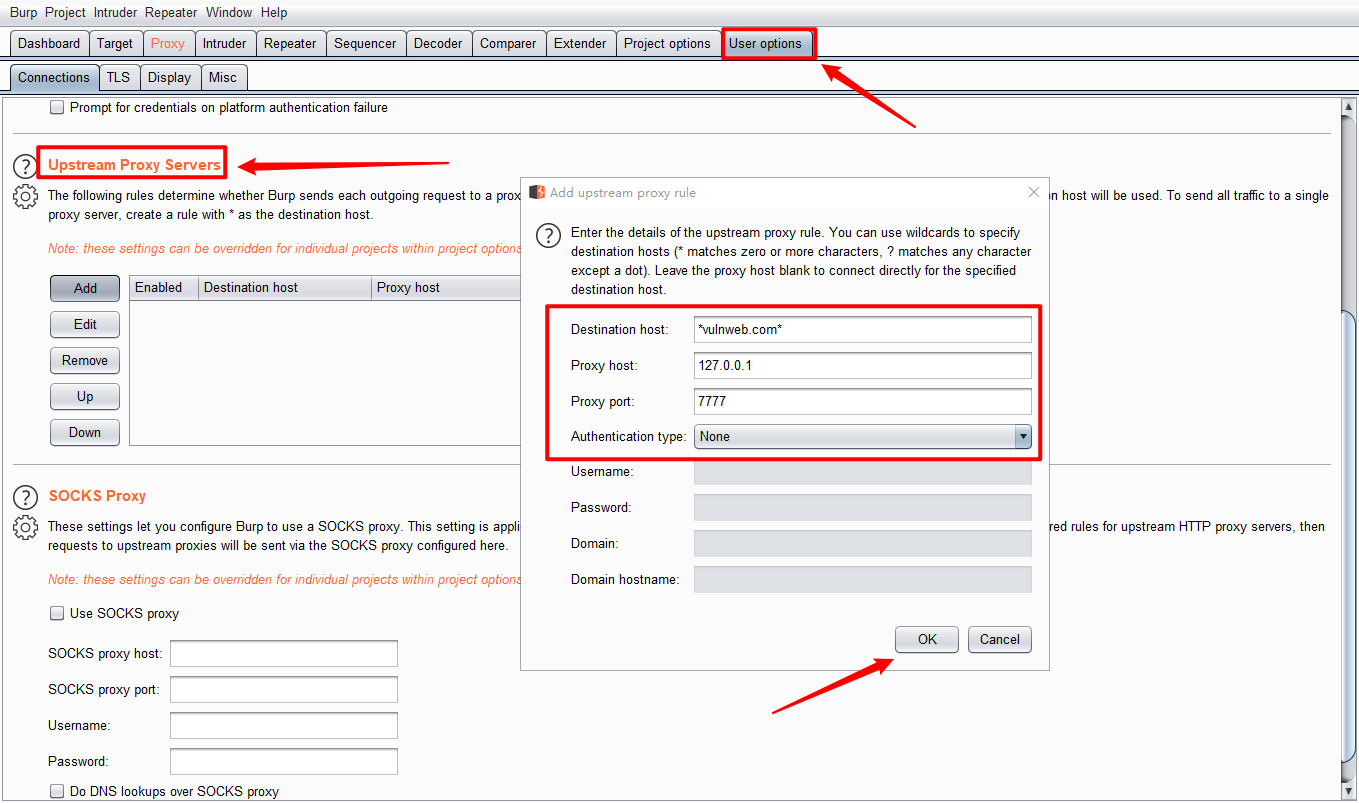 Burp Project Intruder Repeater Window Help
Dashboard Target Proxy Intruder Repeater Sequencer Decoder Comparer Extender Project options User options
Connections TLS Display Misc
Prompt for credentials on platform authentication failure
? Upstream Proxy Servers
The following rules determine whether Burp sends each outgoing request to a prox
n host will be used. To send all traffic to a single
proxy server, create a rule with * as the destination host.
Note: these settings can be overridden for individual projects within project options
Add
Edit
Remove
Up
Down
Enabled Destination host Proxy host
Add upstream proxy rule
? Enter the details of the upstream proxy rule. You can use wildcards to specify
destination hosts (* matches zero or more characters, ? matches any character
except a dot). Leave the proxy host blank to connect directly for the specified
destination host.
Destination host: *vulnweb.com*
Proxy host: 127.0.0.1
Proxy port: 7777
Authentication type: None
Username:
Password:
Domain:
Domain hostname:
OK Cancel
? SOCKS Proxy
These settings let you configure Burp to use a SOCKS proxy. This setting is appli
red rules for upstream HTTP proxy servers, then
requests to upstream proxies will be sent via the SOCKS proxy configured here.
Note: these settings can be overridden for individual projects within project options
Use SOCKS proxy
SOCKS proxy host:
SOCKS proxy port:
Username:
Password:
Do DNS lookups over SOCKS proxy